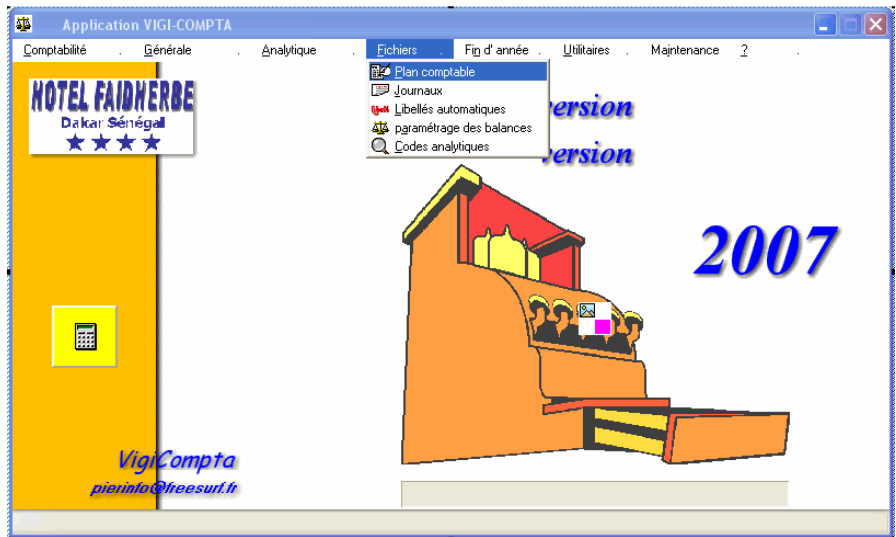 Application VIGI-COMPTA
Comptabilité . Générale . Analytique . Fichiers . Fin d' année . Utilitaires . Maintenance ? .
Plan comptable
Journaux
Libellés automatiques
paramétrage des balances
Codes analytiques
HOTEL FAIDHERBE
Dakar Sénégal
ersion
ersion
2007
VigiCompta
pierinfo@freesurf.fr